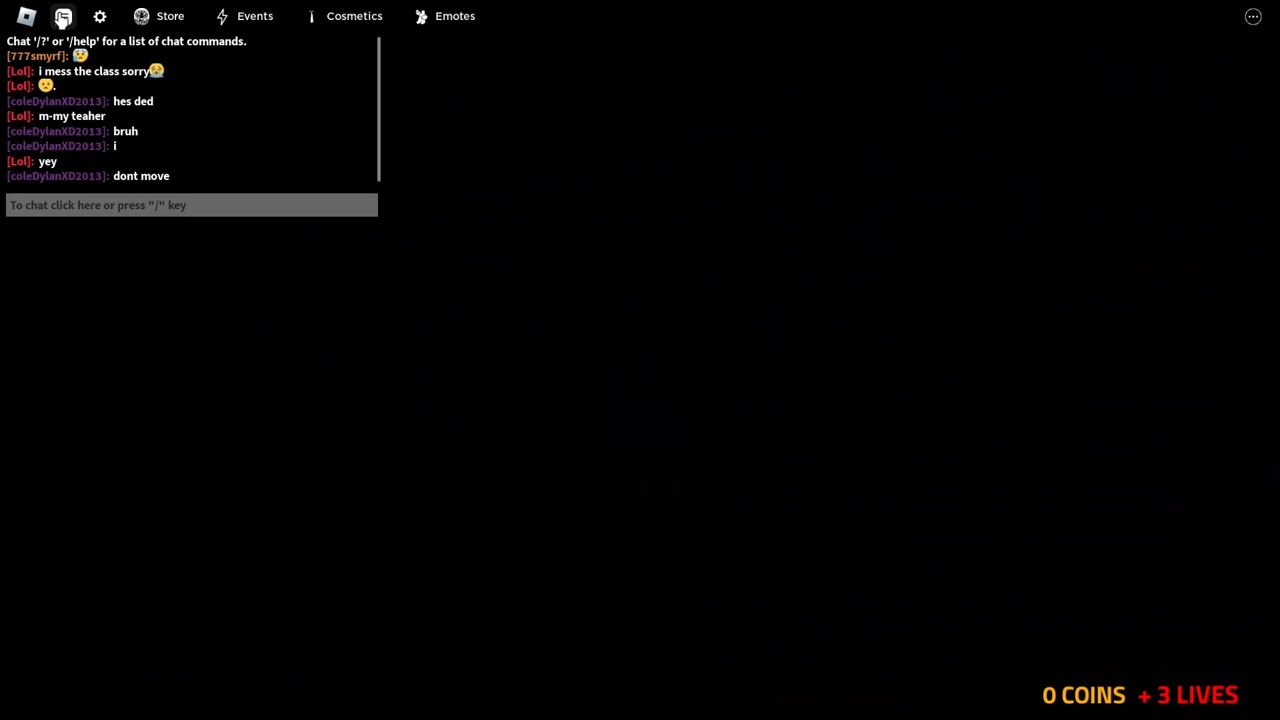 Store Events Cosmetics Emotes
Chat '/?' or '/help' for a list of chat commands.
[777smyrf]: 😰
[Lol]: i mess the class sorry😭
[Lol]: 🙁.
[coleDylanXD2013]: hes ded
[Lol]: m-my teaher
[coleDylanXD2013]: bruh
[coleDylanXD2013]: i
[Lol]: yey
[coleDylanXD2013]: dont move
To chat click here or press "/" key
0 COINS + 3 LIVES